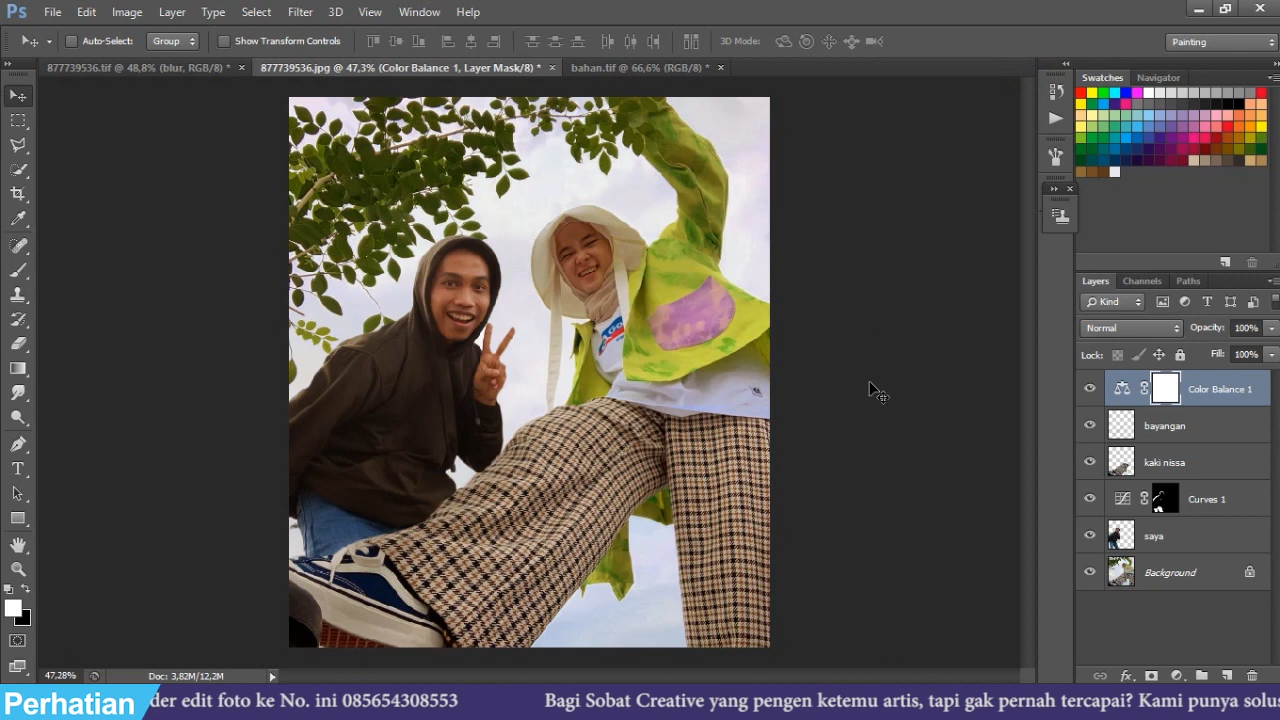 Ps File Edit Image Layer Type Select Filter 3D View Window Help
Auto-Select: Group Show Transform Controls 3D Mode: Painting
877739536.tif @ 48,8% (blur, RGB/8) * × 877739536.jpg @ 47,3% (Color Balance 1, Layer Mask/8) * × bahan.tif @ 66,6% (RGB/8) * ×
Swatches Navigator
Layers Channels Paths
Kind
Normal Opacity: 100%
Lock: Fill: 100%
Color Balance 1
bayangan
kaki nissa
Curves 1
saya
Background
47,28% Doc: 3,82M/12,2M
Perhatian der edit foto ke No. ini 085654308553 Bagi Sobat Creative yang pengen ketemu artis, tapi gak pernah tercapai? Kami punya solus